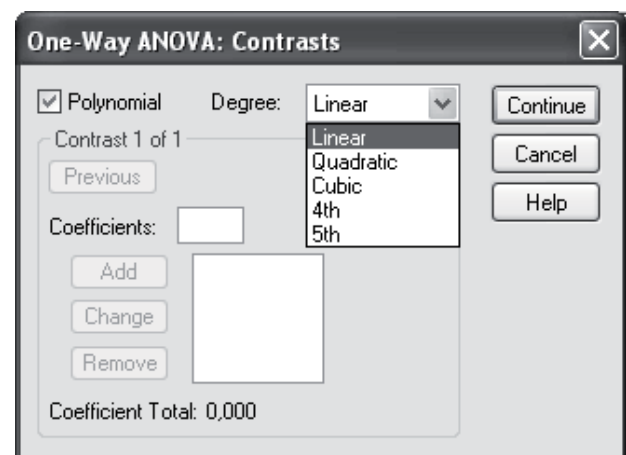 One-Way ANOVA: Contrasts
Polynomial Degree: Linear Continue
Contrast 1 of 1 Linear
Quadratic Cancel
Previous Cubic
4th Help
Coefficients: 5th
Add
Change
Remove
Coefficient Total: 0,000